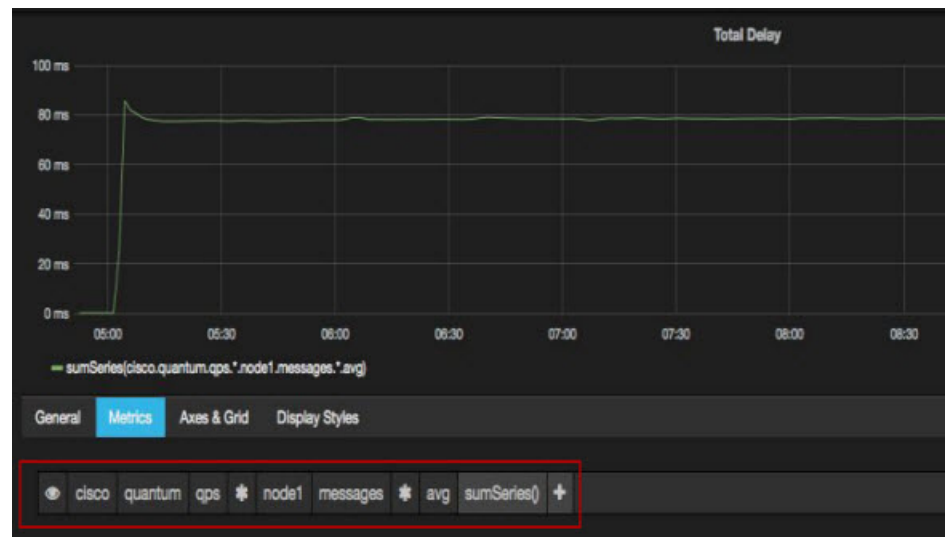 Total Delay
100 ms
80 ms
60 ms
40 ms
20 ms
0 ms
05:00 05:30 06:00 06:30 07:00 07:30 08:00 08:30
sumSeries(cisco.quantum.qps.*.node1.messages.*.avg)
General Metrics Axes & Grid Display Styles
cisco quantum qps * node1 messages * avg sumSeries() +